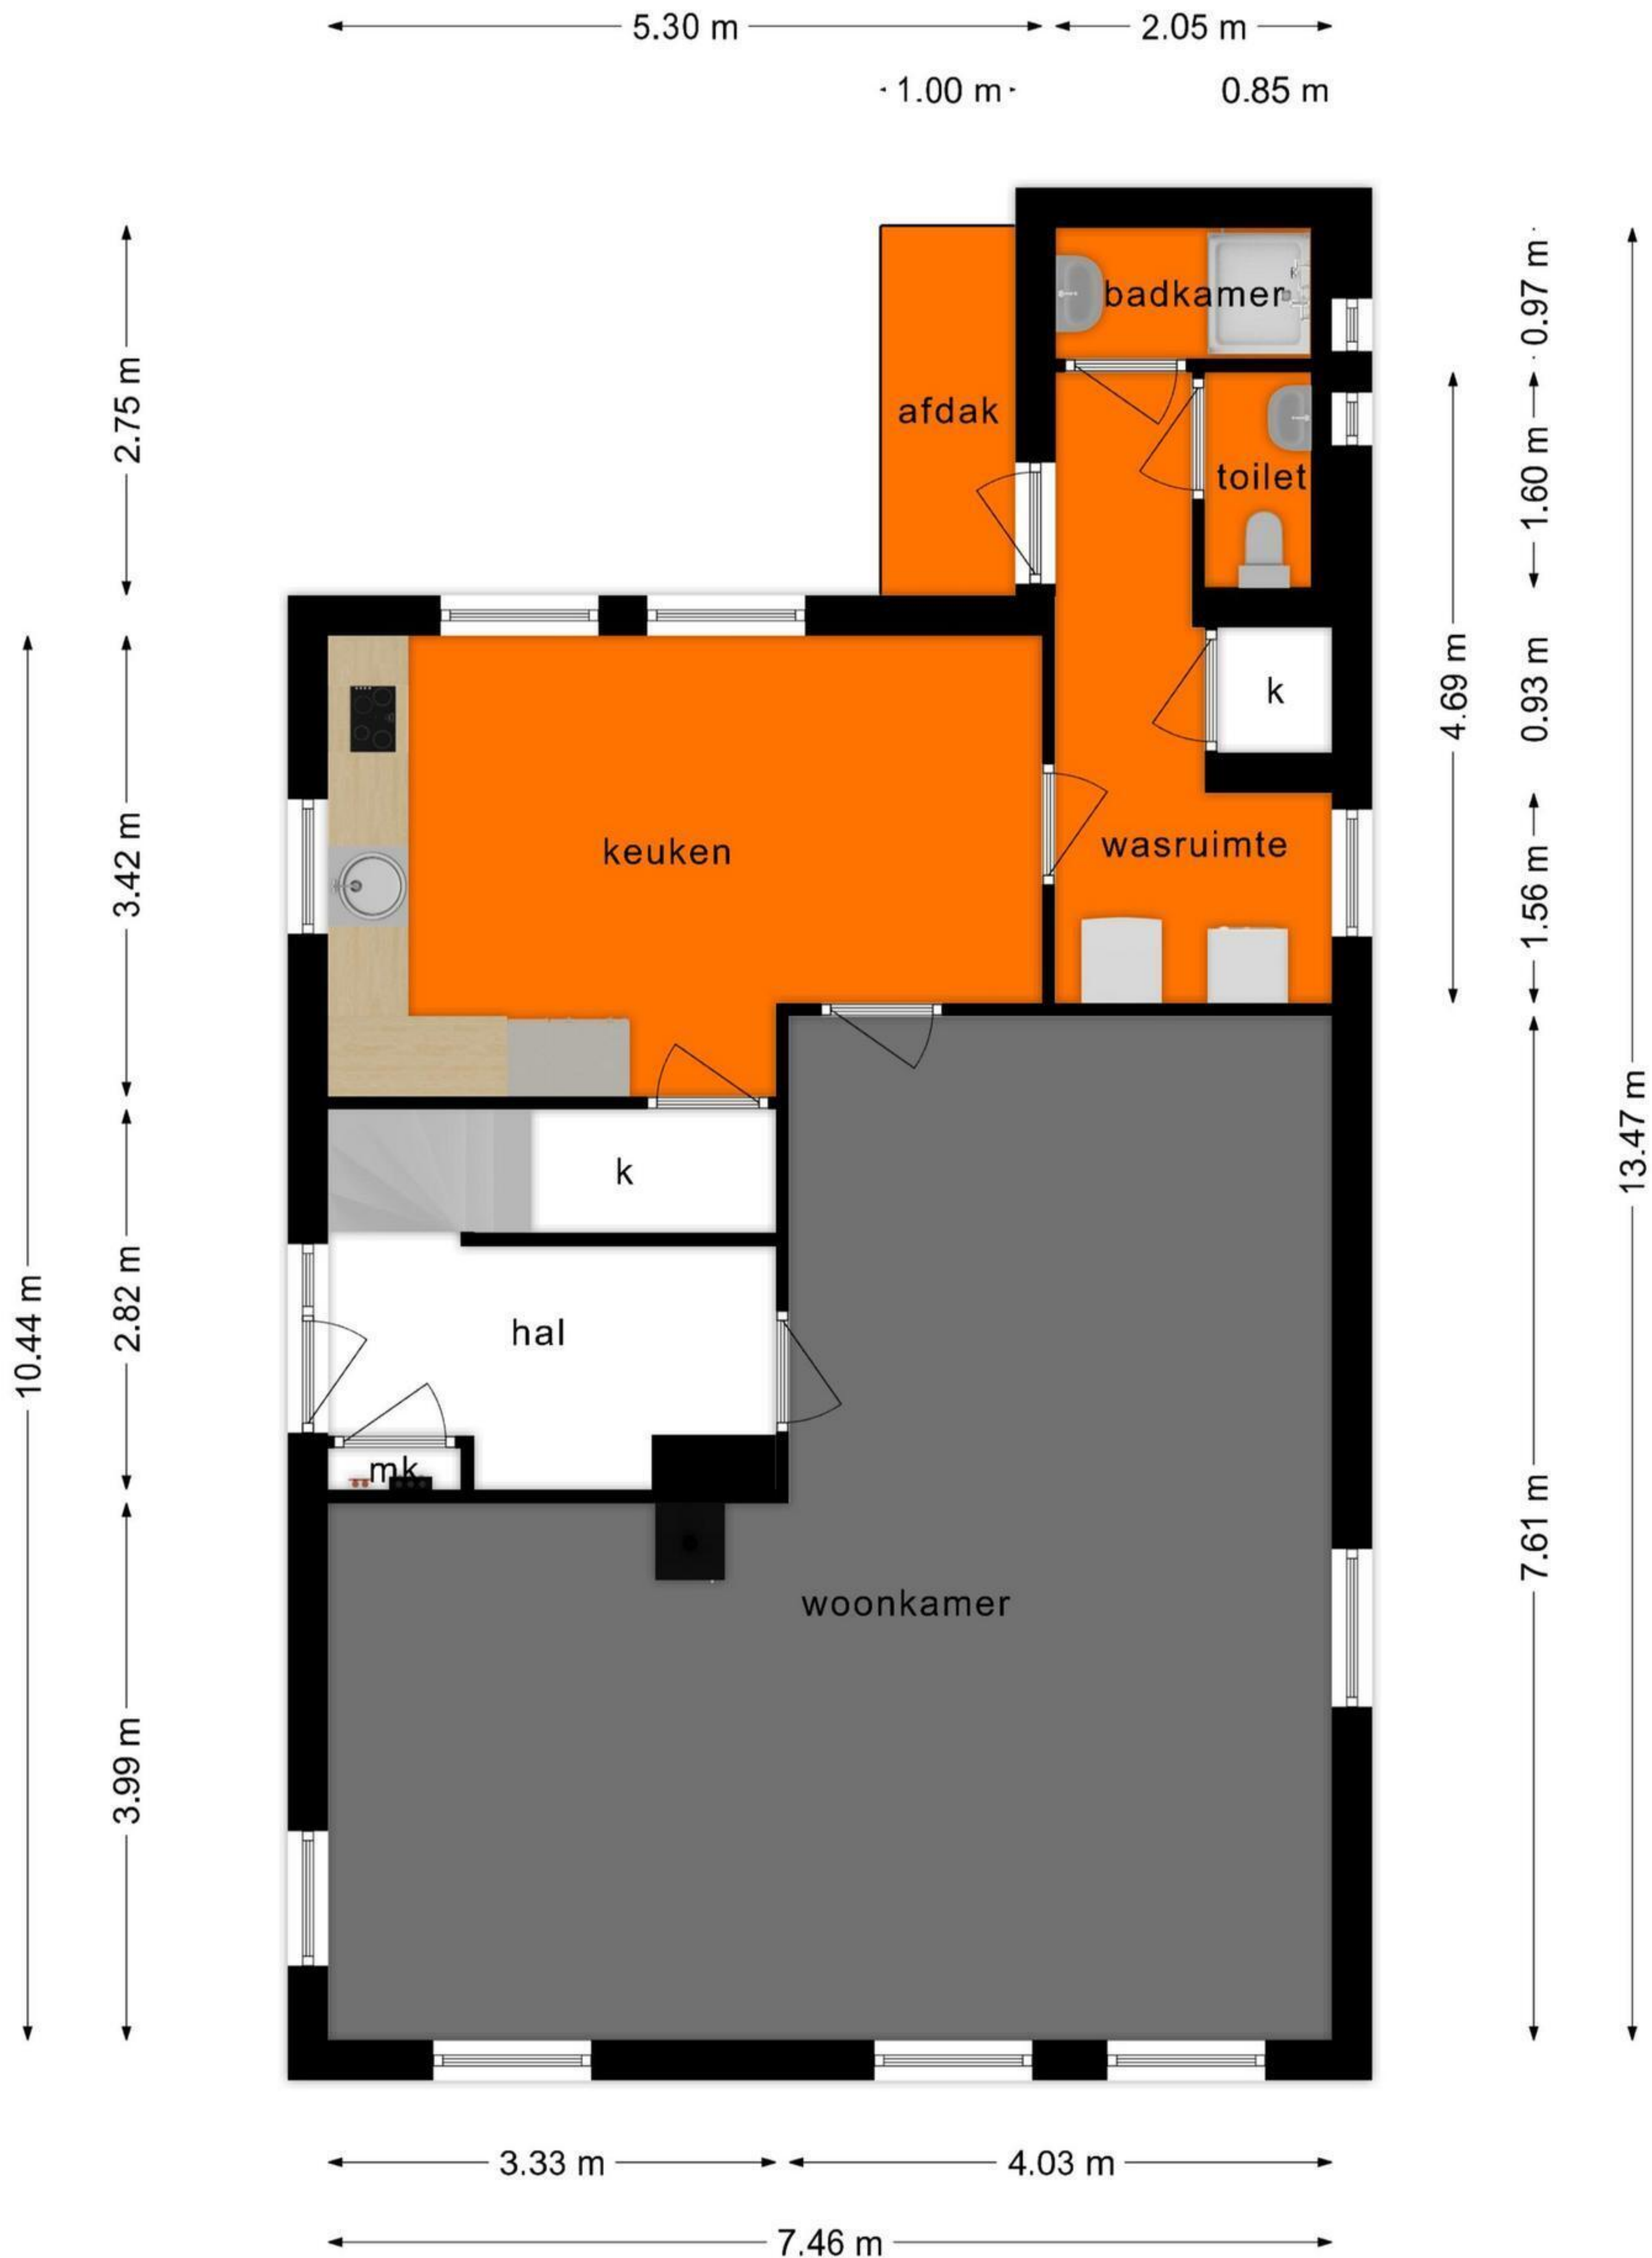 5.30 m
2.05 m
1.00 m
0.85 m
badkamer
0.97 m
afdak
2.75 m
toilet
1.60 m
k
4.69 m
0.93 m
keuken
wasruimte
3.42 m
1.56 m
k
13.47 m
hal
2.82 m
10.44 m
mk
7.61 m
woonkamer
3.99 m
3.33 m
4.03 m
7.46 m